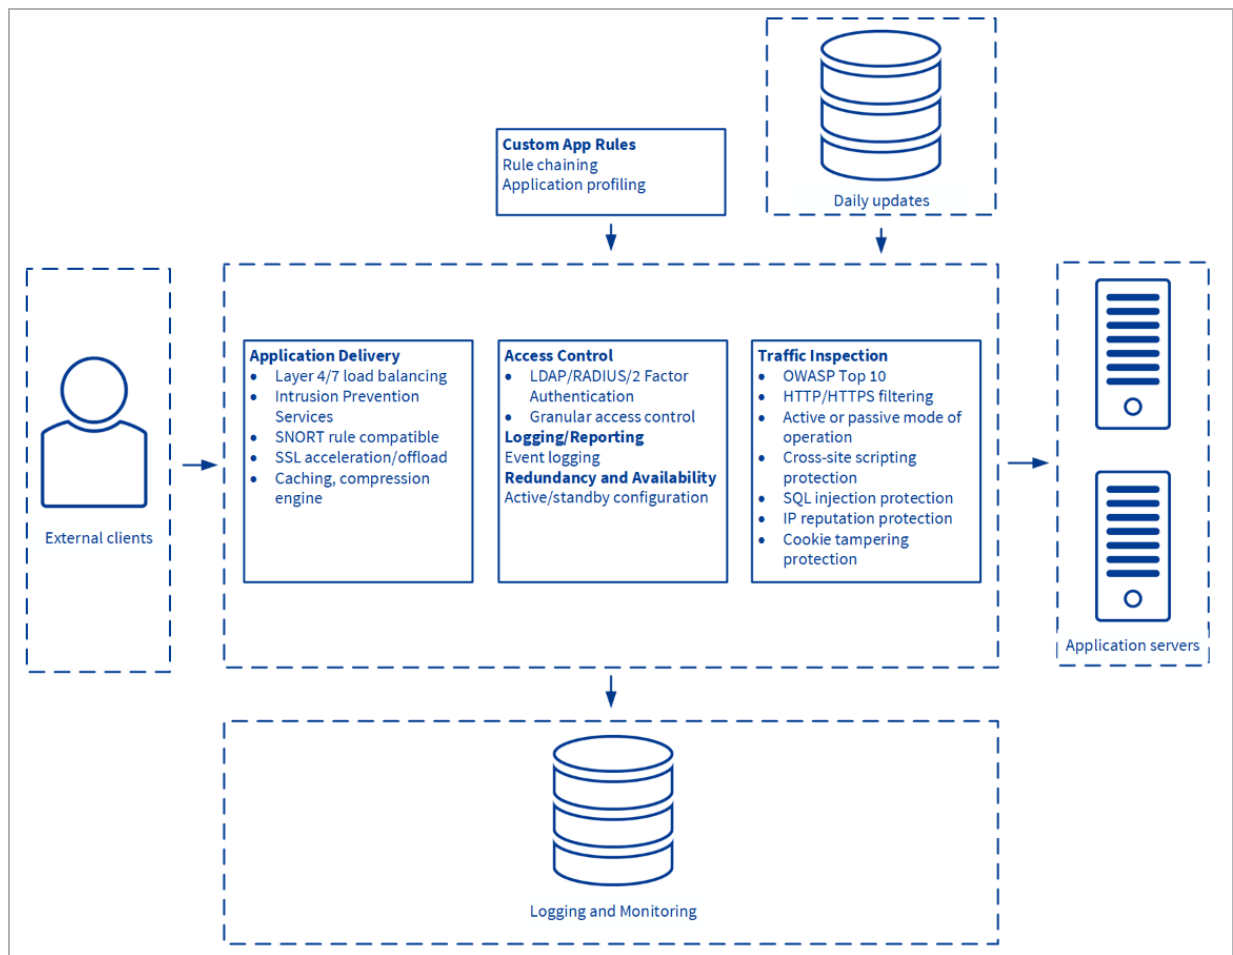 Custom App Rules
Rule chaining
Application profiling
Daily updates
External clients
Application Delivery
• Layer 4/7 load balancing
• Intrusion Prevention
Services
• SNORT rule compatible
• SSL acceleration/offload
• Caching, compression
engine
Access Control
• LDAP/RADIUS/2 Factor
Authentication
• Granular access control
Logging/Reporting
Event logging
Redundancy and Availability
Active/standby configuration
Traffic Inspection
• OWASP Top 10
• HTTP/HTTPS filtering
• Active or passive mode of
operation
• Cross-site scripting
protection
• SQL injection protection
• IP reputation protection
• Cookie tampering
protection
Application servers
Logging and Monitoring